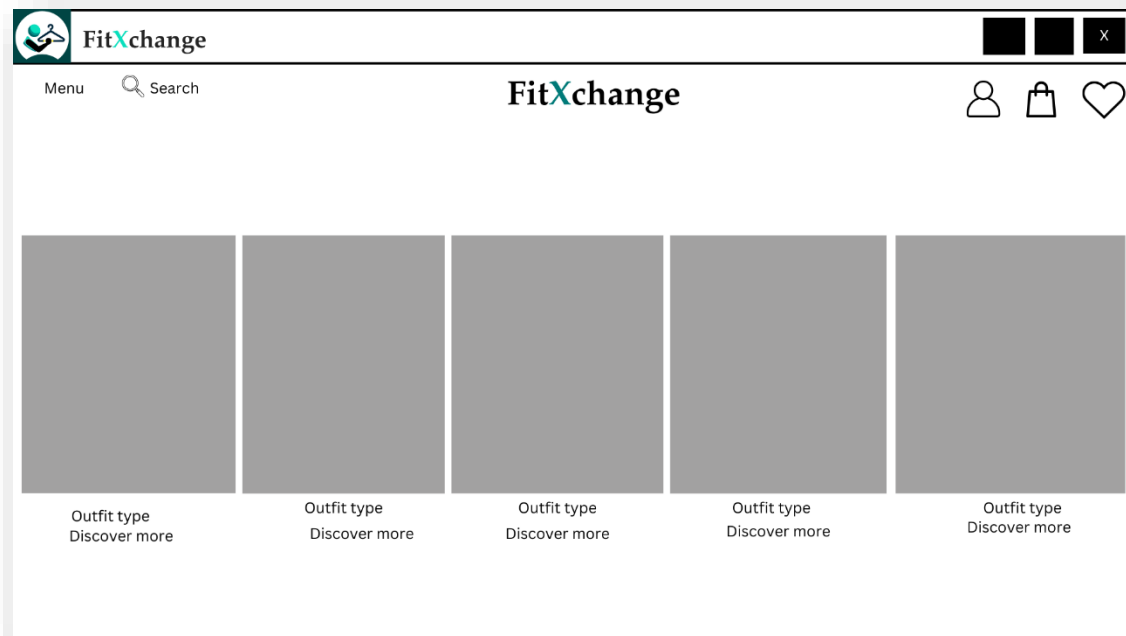 FitXchange
X
Menu
Search
FitXchange
Outfit type
Discover more
Outfit type
Discover more
Outfit type
Discover more
Outfit type
Discover more
Outfit type
Discover more